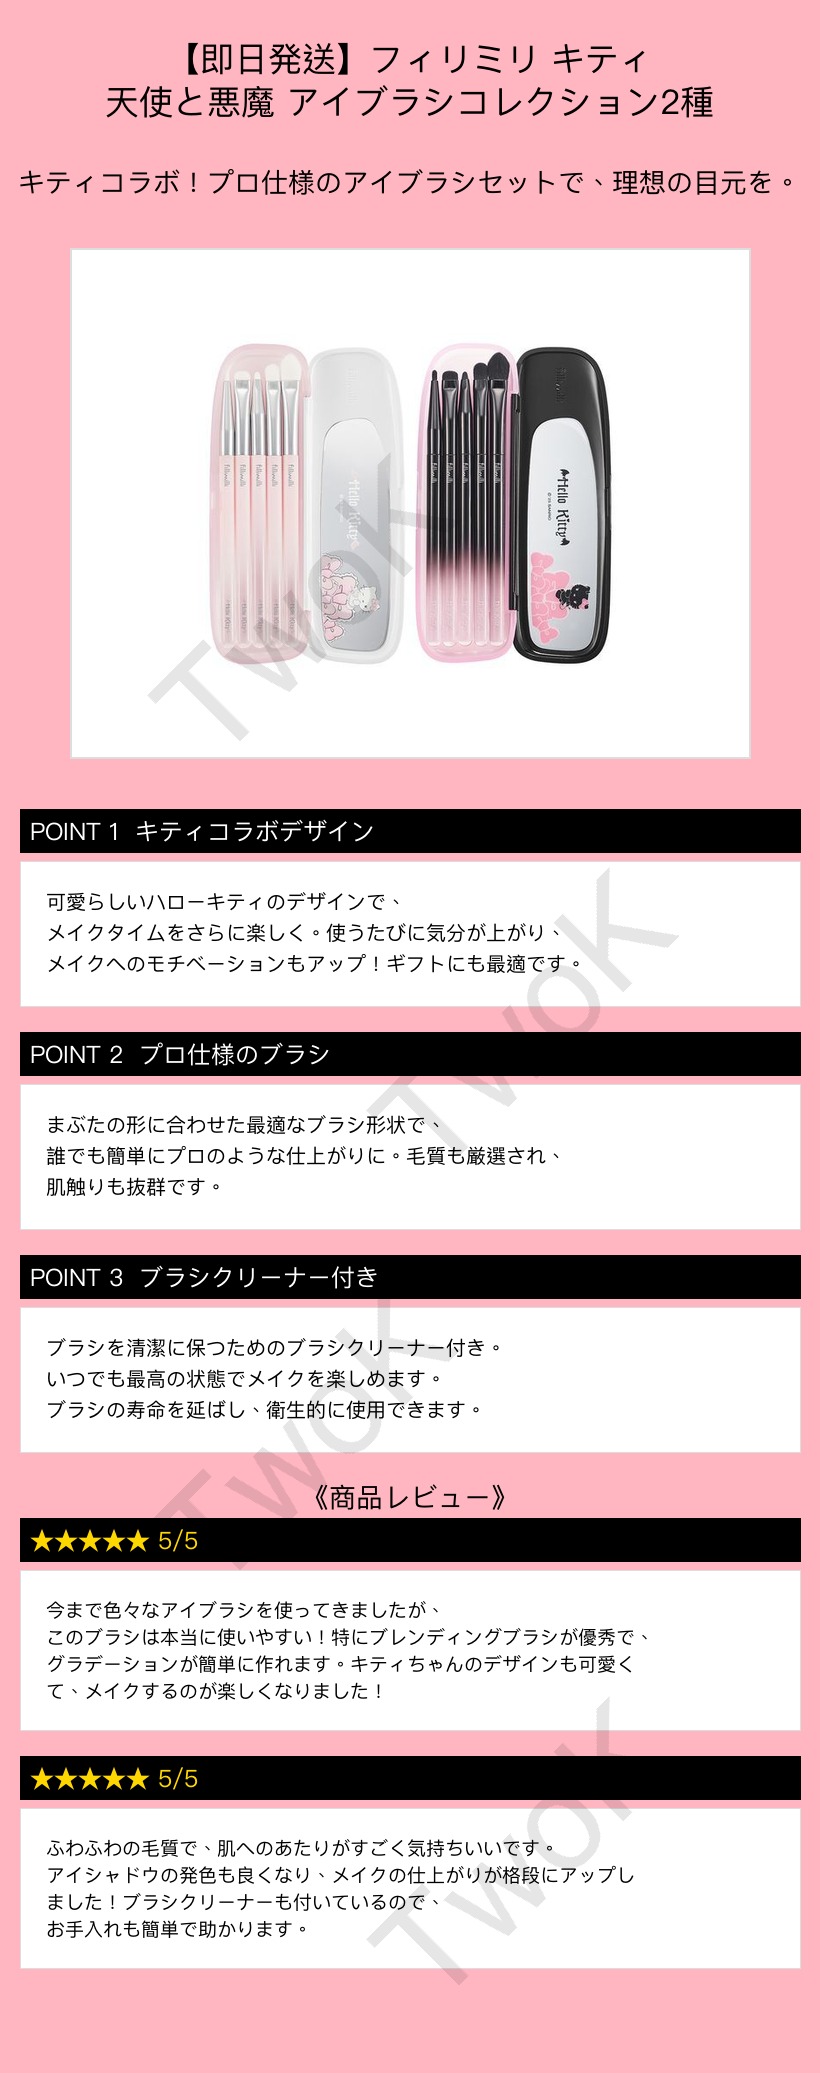 【即日発送】フィリミリ キティ
天使と悪魔 アイブラシコレクション2種
キティコラボ！プロ仕様のアイブラシセットで、理想の目元を。
fillimilli fillimilli fillimilli fillimilli fillimilli
Hello Kitty
Hello Kitty
TwoK
POINT 1 キティコラボデザイン
可愛らしいハローキティのデザインで、
メイクタイムをさらに楽しく。使うたびに気分が上がり、
メイクへのモチベーションもアップ！ギフトにも最適です。
TwoK
POINT 2 プロ仕様のブラシ
まぶたの形に合わせた最適なブラシ形状で、
誰でも簡単にプロのような仕上がりに。毛質も厳選され、
肌触りも抜群です。
POINT 3 ブラシクリーナー付き
ブラシを清潔に保つためのブラシクリーナー付き。
いつでも最高の状態でメイクを楽しめます。
ブラシの寿命を延ばし、衛生的に使用できます。
TwoK
《商品レビュー》
★★★★★ 5/5
今まで色々なアイブラシを使ってきましたが、
このブラシは本当に使いやすい！特にブレンディングブラシが優秀で、
グラデーションが簡単に作れます。キティちゃんのデザインも可愛く
て、メイクするのが楽しくなりました！
★★★★★ 5/5
ふわふわの毛質で、肌へのあたりがすごく気持ちいいです。
アイシャドウの発色も良くなり、メイクの仕上がりが格段にアップし
ました！ブラシクリーナーも付いているので、
お手入れも簡単で助かります。
TwoK